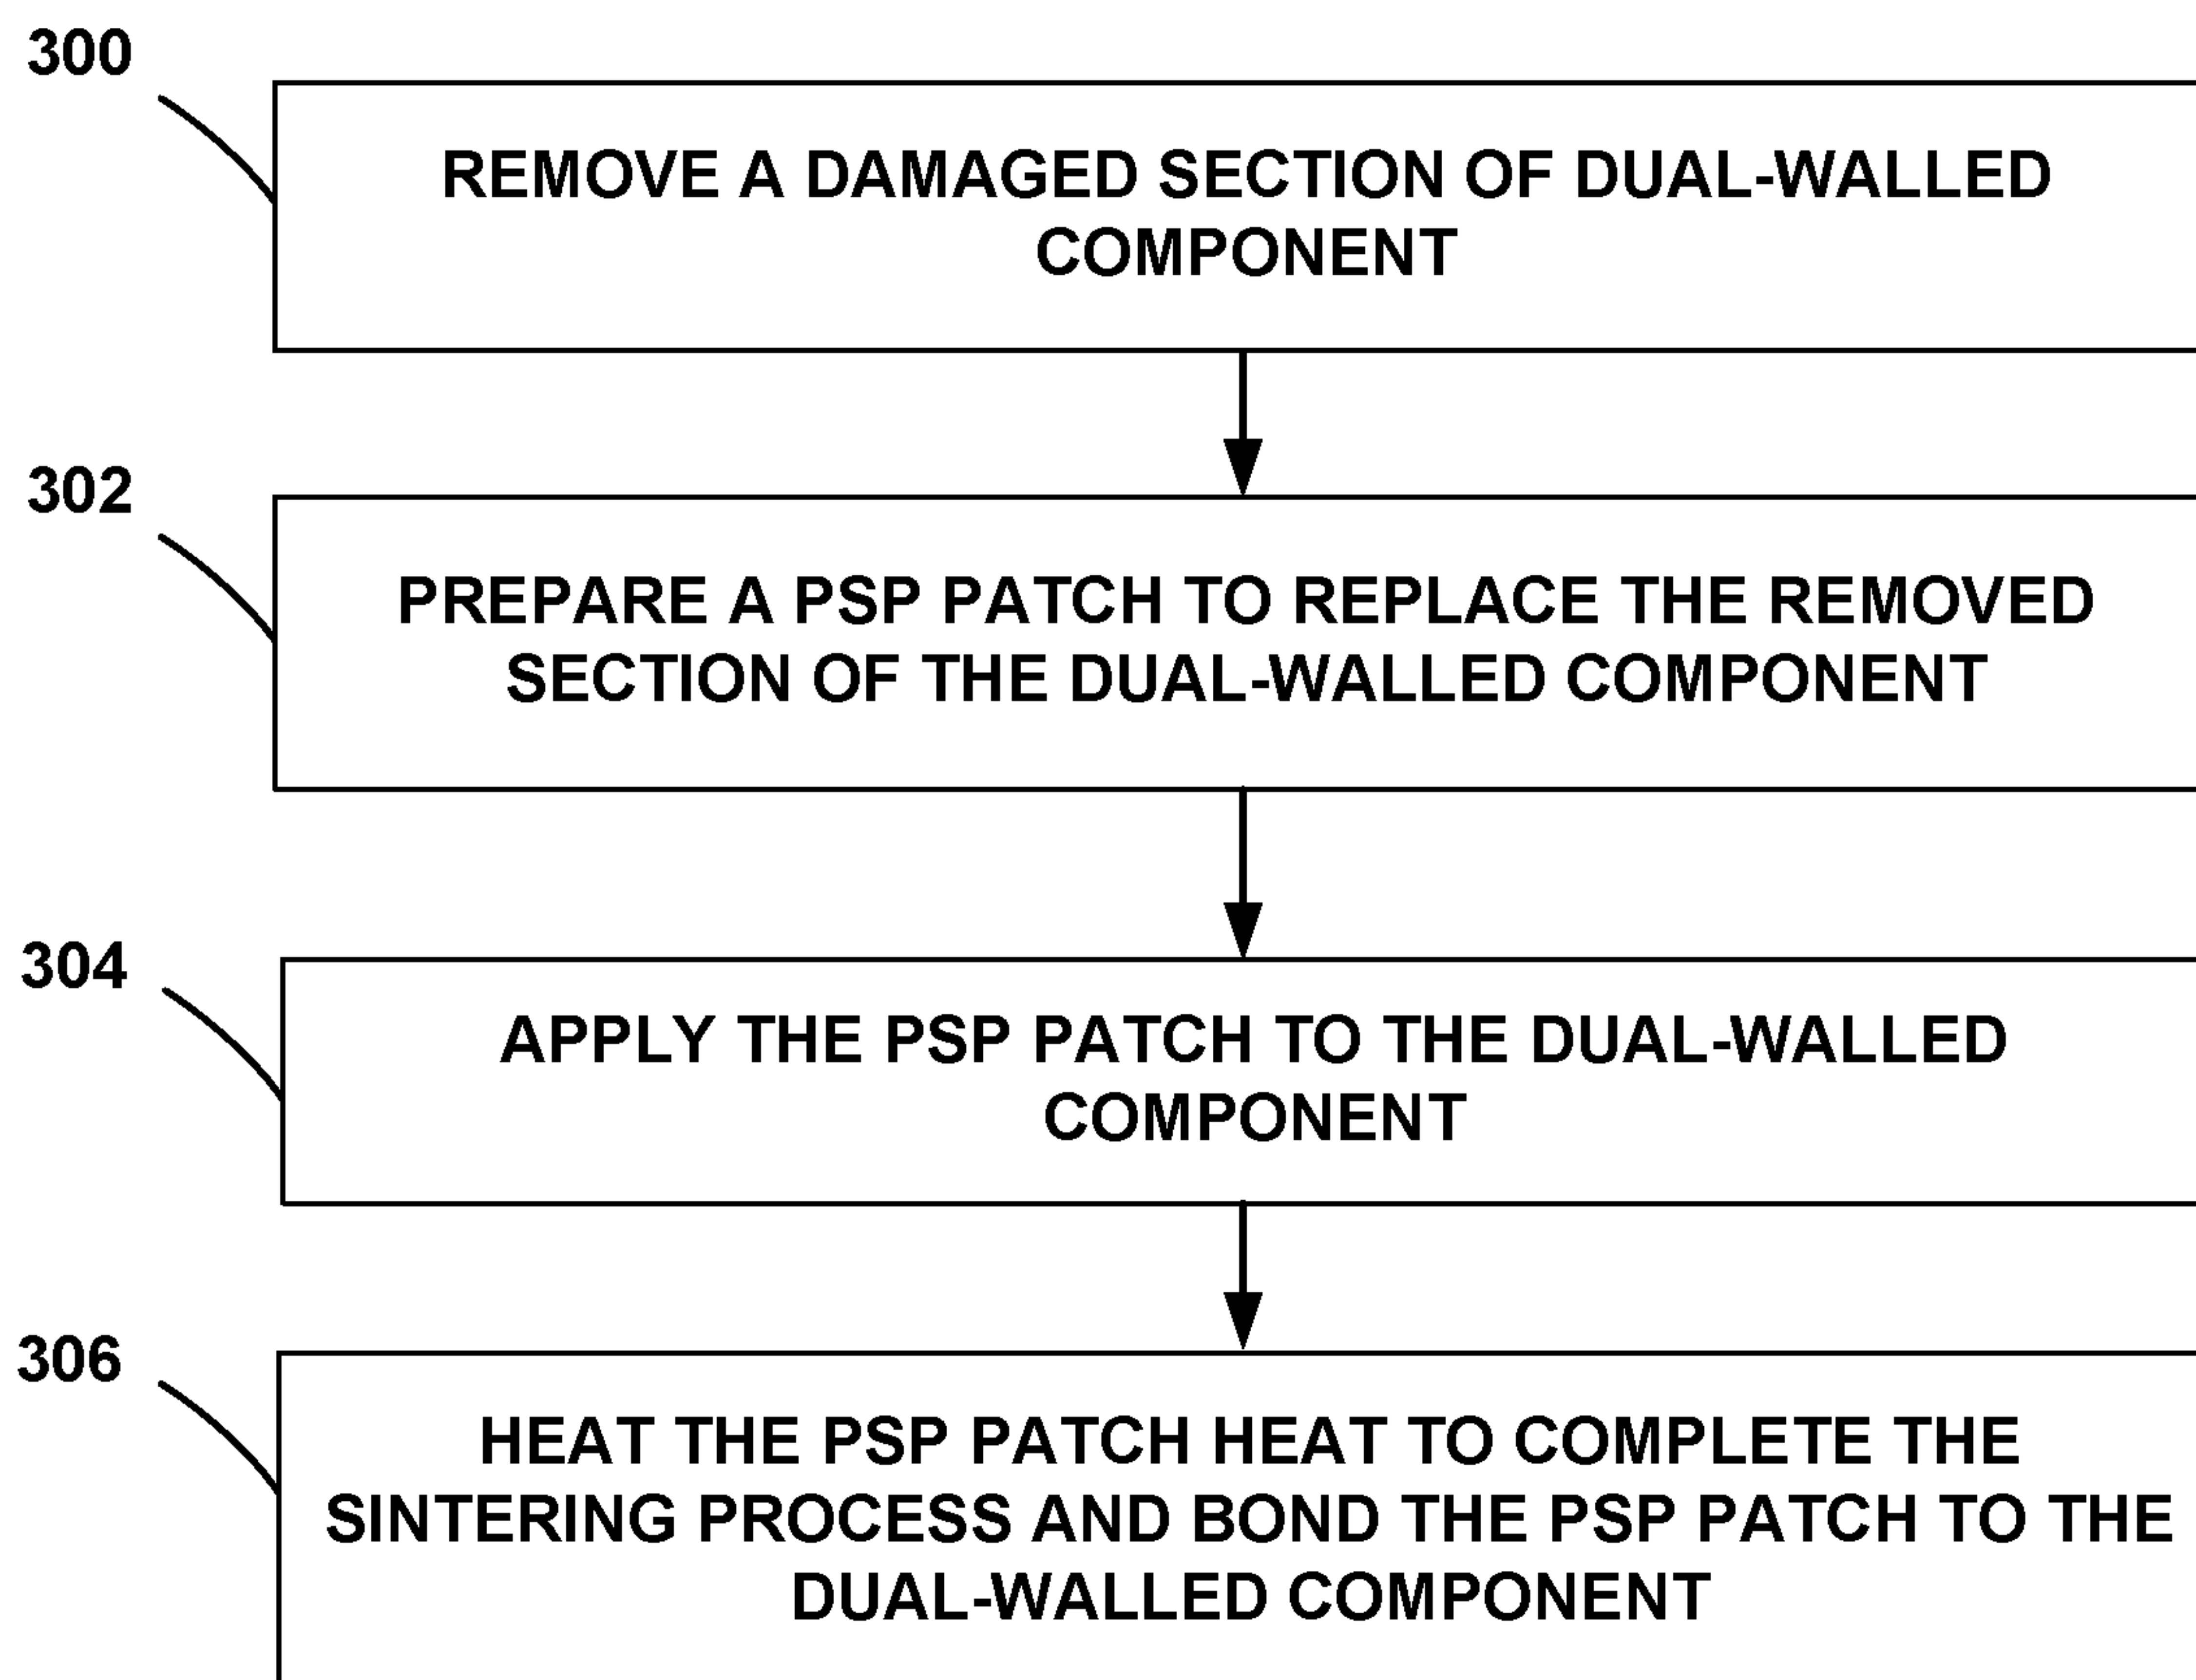 300
REMOVE A DAMAGED SECTION OF DUAL-WALLED
COMPONENT
302
PREPARE A PSP PATCH TO REPLACE THE REMOVED
SECTION OF THE DUAL-WALLED COMPONENT
304
APPLY THE PSP PATCH TO THE DUAL-WALLED
COMPONENT
306
HEAT THE PSP PATCH HEAT TO COMPLETE THE
SINTERING PROCESS AND BOND THE PSP PATCH TO THE
DUAL-WALLED COMPONENT